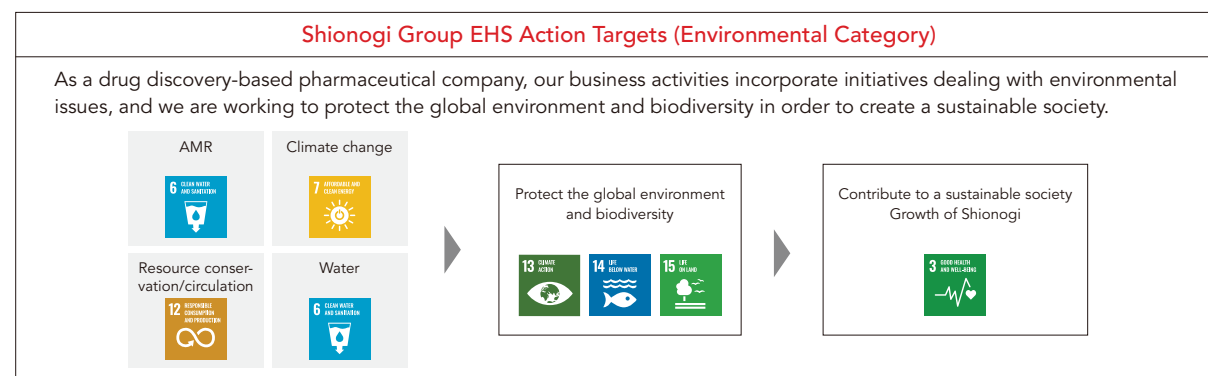 Shionogi Group EHS Action Targets (Environmental Category)
As a drug discovery-based pharmaceutical company, our business activities incorporate initiatives dealing with environmental
issues, and we are working to protect the global environment and biodiversity in order to create a sustainable society.
AMR
6 CLEAN WATER
AND SANITATION
Climate change
7 AFFORDABLE AND
CLEAN ENERGY
Resource conser-
vation/circulation
12 RESPONSIBLE
CONSUMPTION
AND PRODUCTION
Water
6 CLEAN WATER
AND SANITATION
Protect the global environment
and biodiversity
13 CLIMATE
ACTION
14 LIFE
BELOW WATER
15 LIFE
ON LAND
Contribute to a sustainable society
Growth of Shionogi
3 GOOD HEALTH
AND WELL-BEING